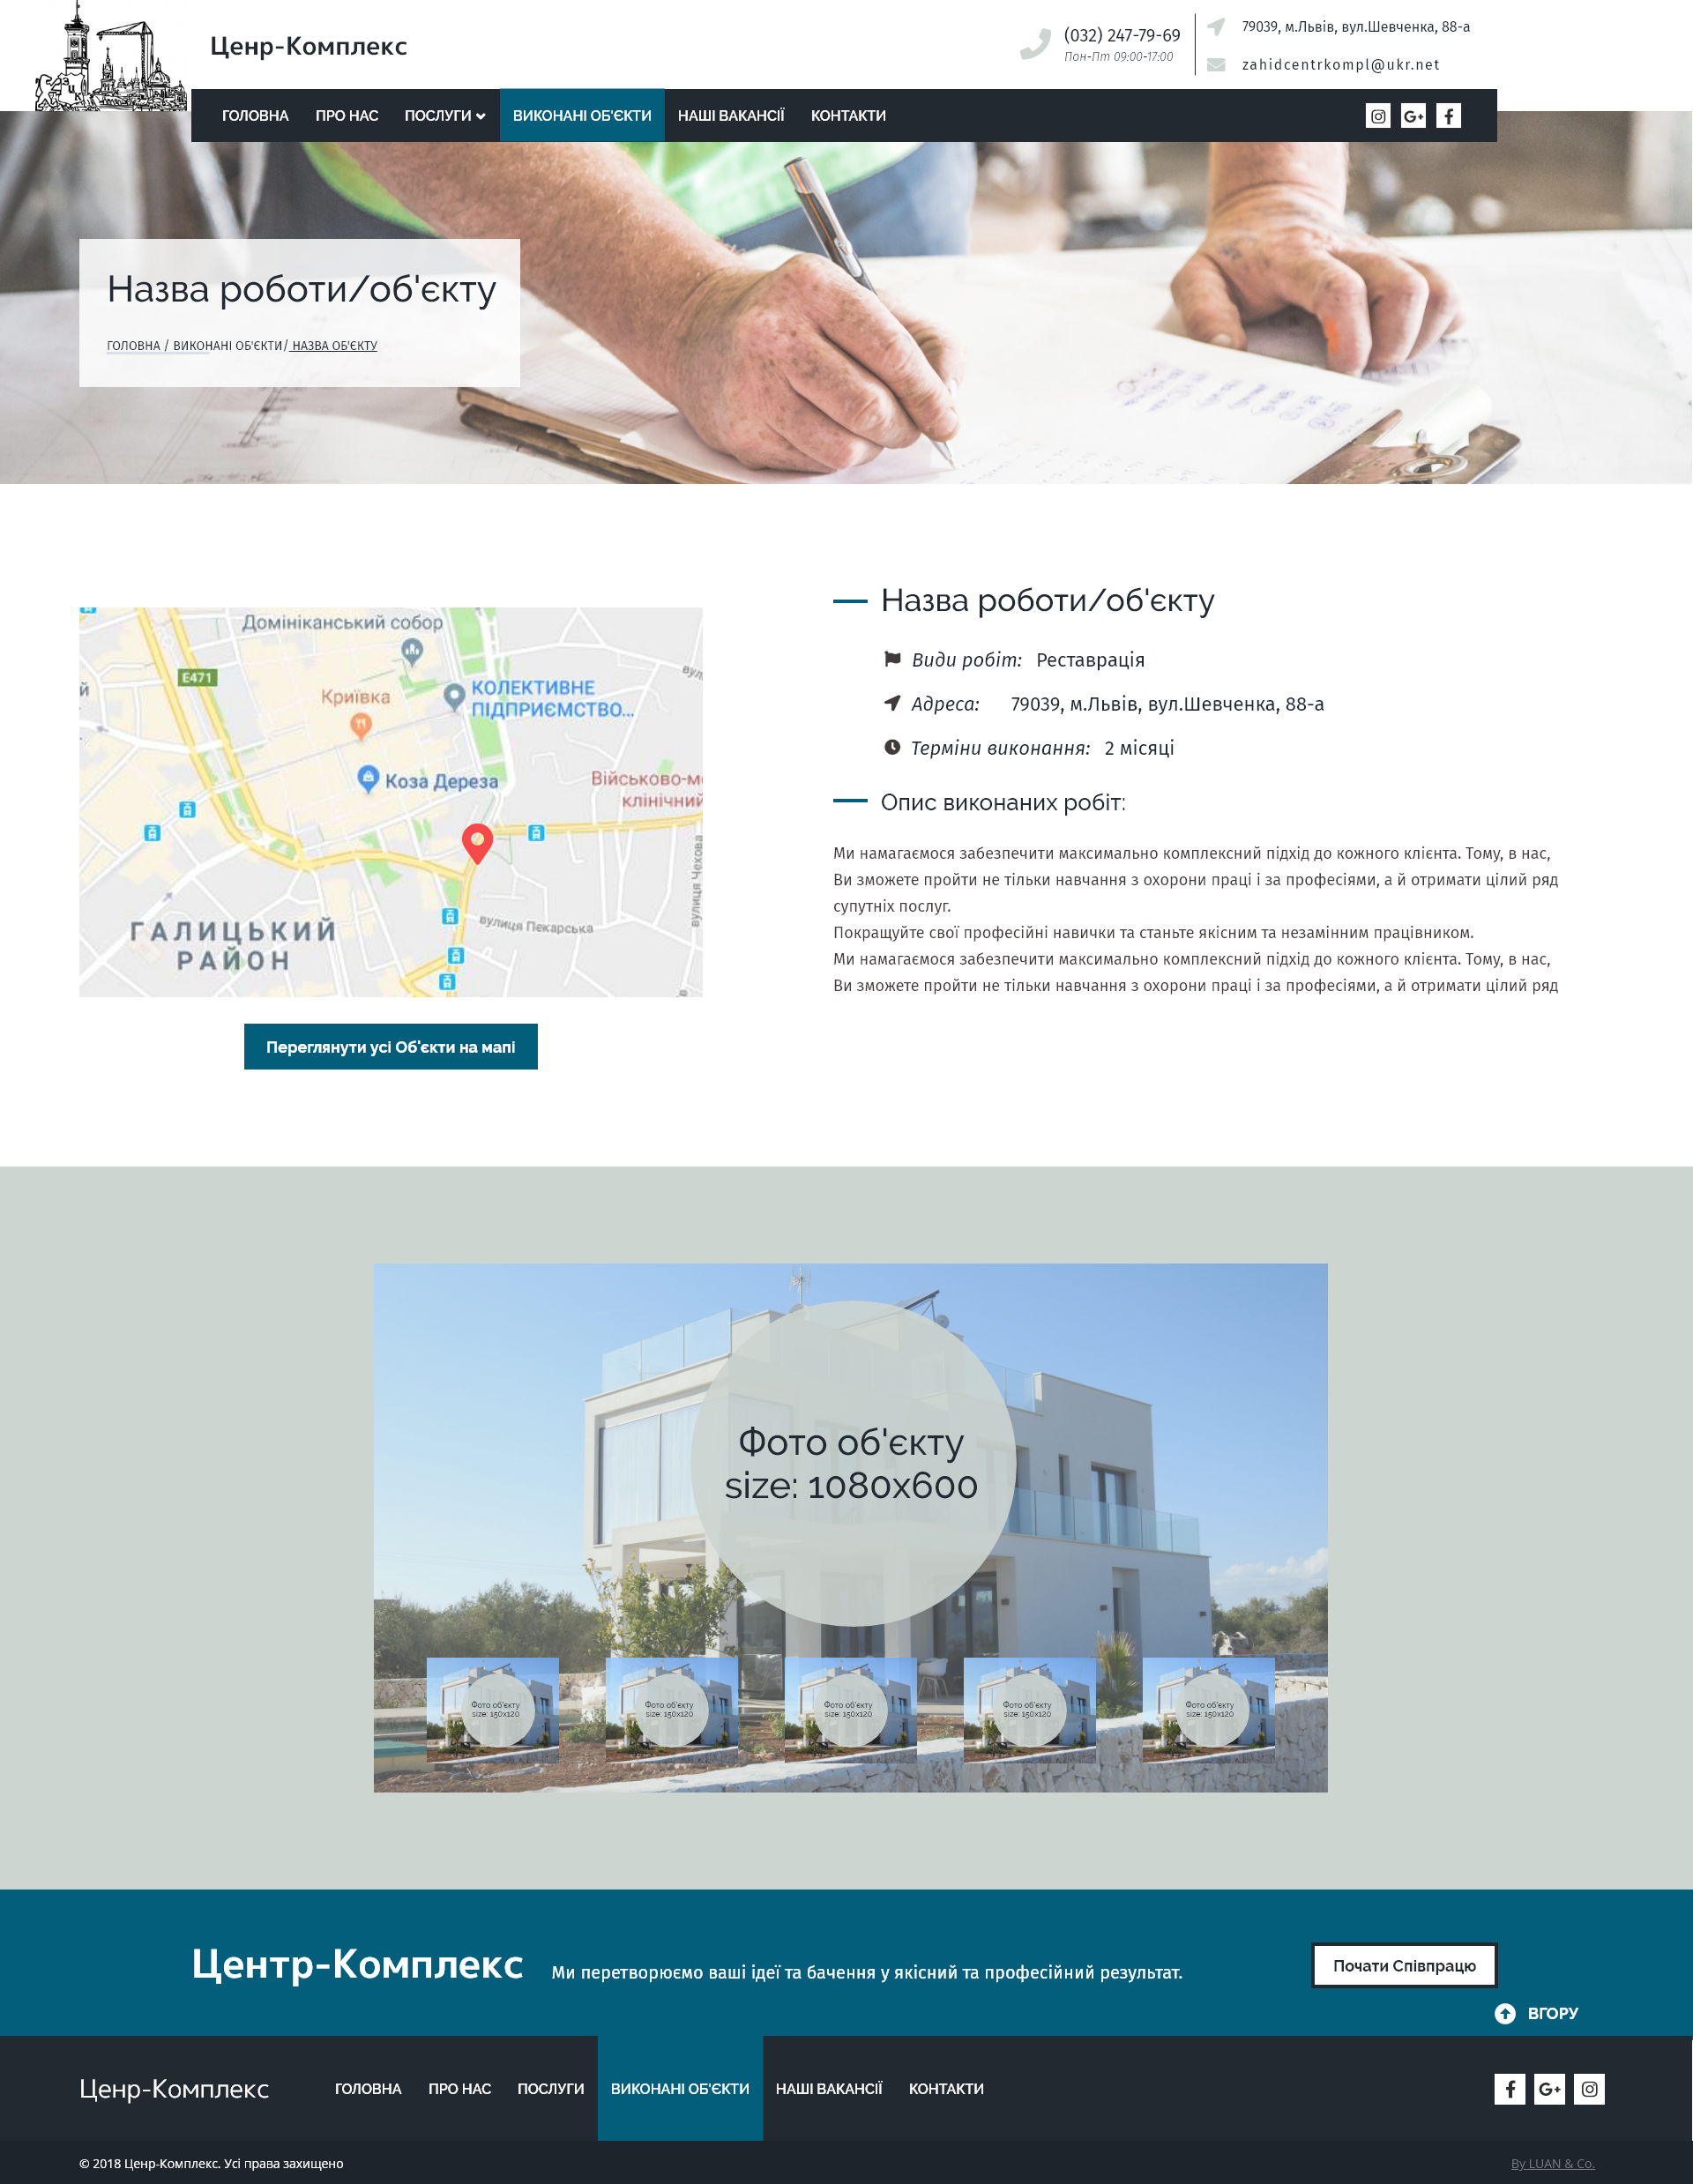 Ценр-Комплекс
(032) 247-79-69
Пон-Пт 09:00-17:00
79039, м.Львів, вул.Шевченка, 88-а
zahidcentrkompl@ukr.net
ГОЛОВНА ПРО НАС ПОСЛУГИ ВИКОНАНІ ОБ'ЄКТИ НАШІ ВАКАНСІЇ КОНТАКТИ
Назва роботи/об'єкту
ГОЛОВНА / ВИКОНАНІ ОБ'ЄКТИ/ НАЗВА ОБ'ЄКТУ
Домініканський собор
E471
Криївка
КОЛЕКТИВНЕ
ПІДПРИЄМСТВО...
Коза Дереза
Військово-ме
клінічний
вулиця Чехова
вулиця Пекарська
ГАЛИЦЬКИЙ
РАЙОН
Переглянути усі Об'єкти на мапі
Назва роботи/об'єкту
Види робіт: Реставрація
Адреса: 79039, м.Львів, вул.Шевченка, 88-а
Терміни виконання: 2 місяці
Опис виконаних робіт:
Ми намагаємося забезпечити максимально комплексний підхід до кожного клієнта. Тому, в нас,
Ви зможете пройти не тільки навчання з охорони праці і за професіями, а й отримати цілий ряд
супутніх послуг.
Покращуйте свої професійні навички та станьте якісним та незамінним працівником.
Ми намагаємося забезпечити максимально комплексний підхід до кожного клієнта. Тому, в нас,
Ви зможете пройти не тільки навчання з охорони праці і за професіями, а й отримати цілий ряд
Фото об'єкту
size: 1080x600
Фото об'єкту
size: 150x120
Фото об'єкту
size: 150x120
Фото об'єкту
size: 150x120
Фото об'єкту
size: 150x120
Фото об'єкту
size: 150x120
Центр-Комплекс
Ми перетворюємо ваші ідеї та бачення у якісний та професійний результат.
Почати Співпрацю
ВГОРУ
Ценр-Комплекс
ГОЛОВНА ПРО НАС ПОСЛУГИ ВИКОНАНІ ОБ'ЄКТИ НАШІ ВАКАНСІЇ КОНТАКТИ
© 2018 Ценр-Комплекс. Усі права захищено
By LUAN & Co.